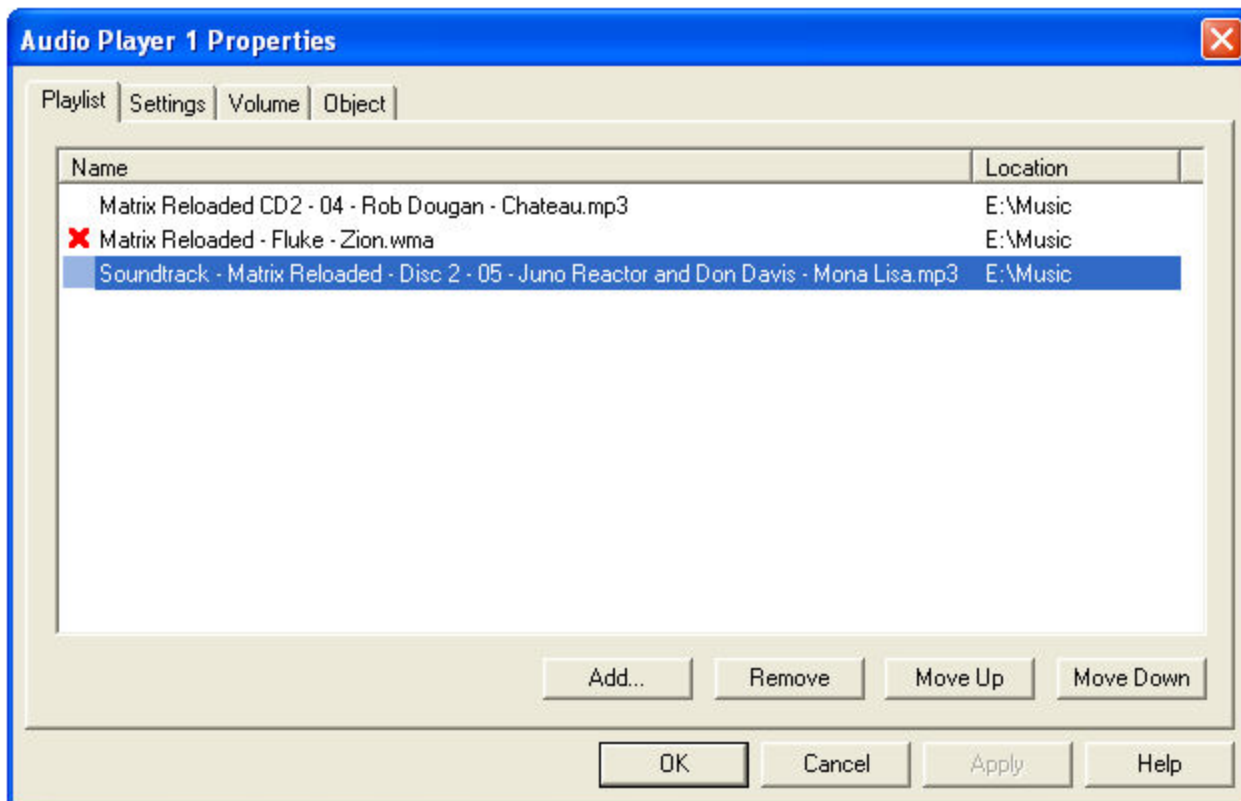 Audio Player 1 Properties
Playlist Settings Volume Object
Name Location
Matrix Reloaded CD2 - 04 - Rob Dougan - Chateau.mp3 E:\Music
Matrix Reloaded - Fluke - Zion.wma E:\Music
Soundtrack - Matrix Reloaded - Disc 2 - 05 - Juno Reactor and Don Davis - Mona Lisa.mp3 E:\Music
Add... Remove Move Up Move Down
OK Cancel Apply Help